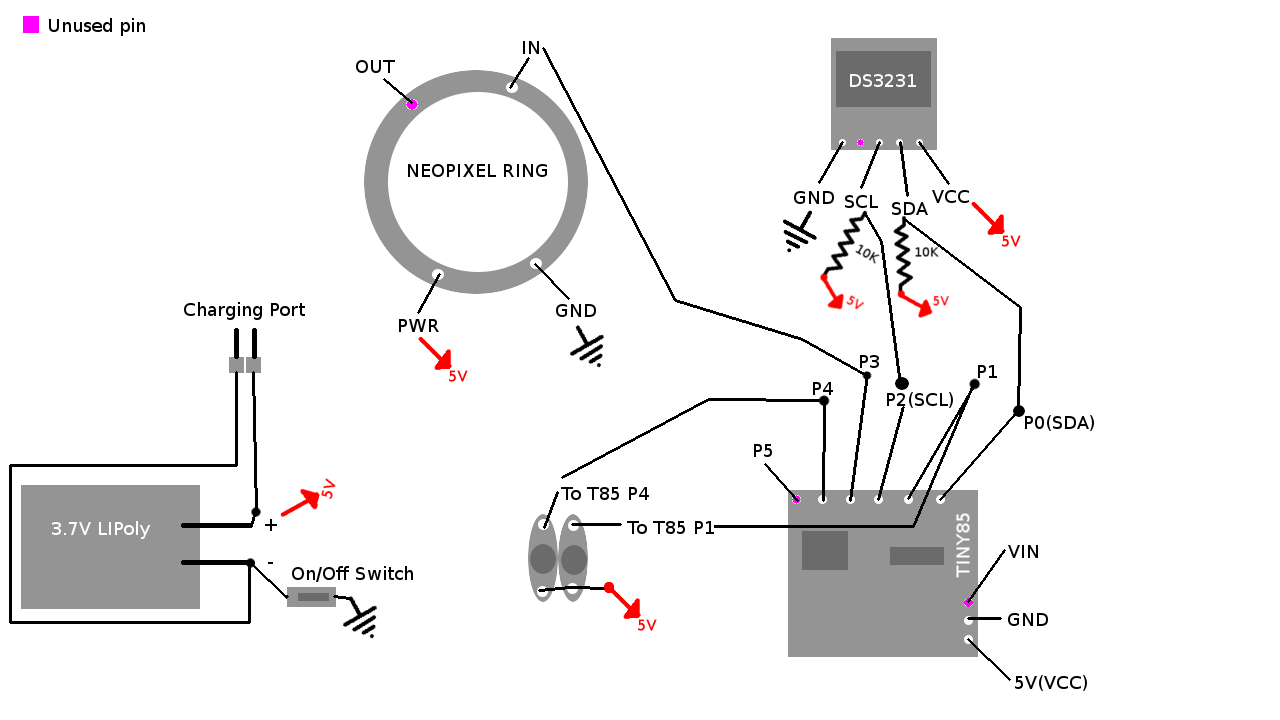 Unused pin
IN
OUT
NEOPIXEL RING
PWR
5V
GND
DS3231
GND
SCL
SDA
VCC
5V
10K
10K
5V
5V
Charging Port
3.7V LIPoly
+
-
5V
On/Off Switch
P4
P3
P2(SCL)
P1
P0(SDA)
P5
To T85 P4
To T85 P1
5V
TINY85
VIN
GND
5V(VCC)